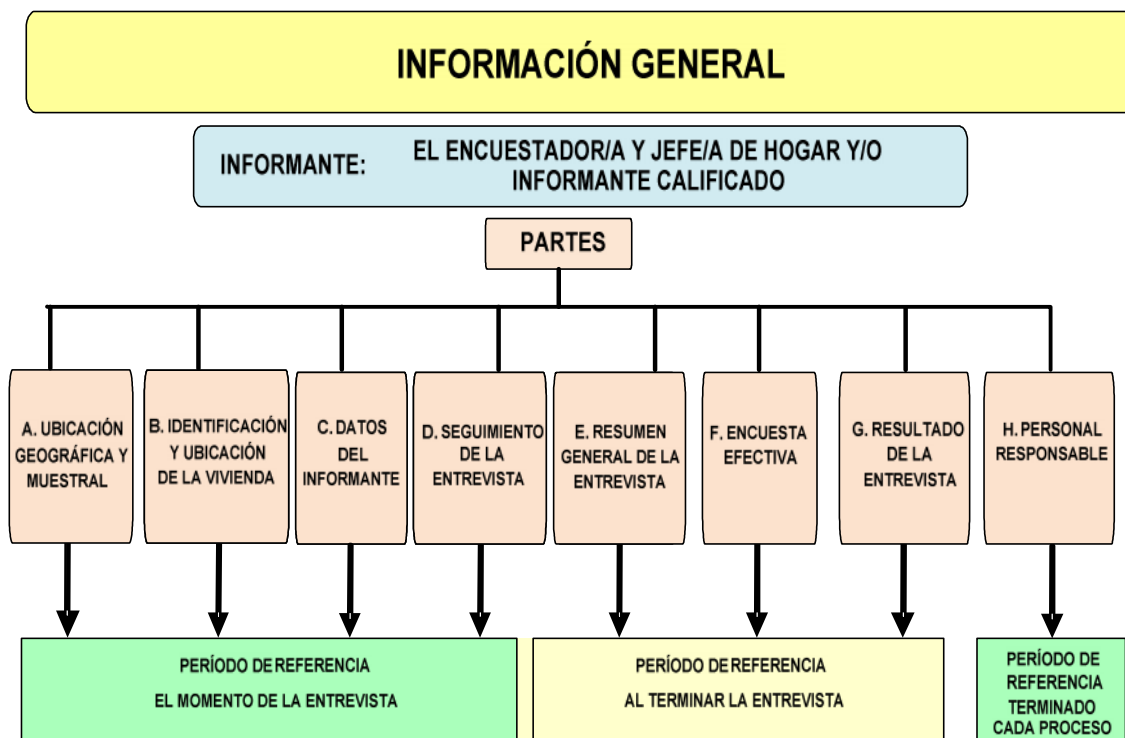 INFORMACIÓN GENERAL
INFORMANTE:
EL ENCUESTADOR/A Y JEFE/A DE HOGAR Y/O
INFORMANTE CALIFICADO
PARTES
A. UBICACIÓN
GEOGRÁFICA Y
MUESTRAL
B. IDENTIFICACIÓN
Y UBICACIÓN
DE LA VIVIENDA
C. DATOS
DEL
INFORMANTE
D. SEGUIMIENTO
DE LA
ENTREVISTA
E. RESUMEN
GENERAL DE LA
ENTREVISTA
F. ENCUESTA
EFECTIVA
G. RESULTADO
DE LA
ENTREVISTA
H. PERSONAL
RESPONSABLE
PERÍODO DE REFERENCIA
EL MOMENTO DE LA ENTREVISTA
PERÍODO DE REFERENCIA
AL TERMINAR LA ENTREVISTA
PERÍODO DE
REFERENCIA
TERMINADO
CADA PROCESO